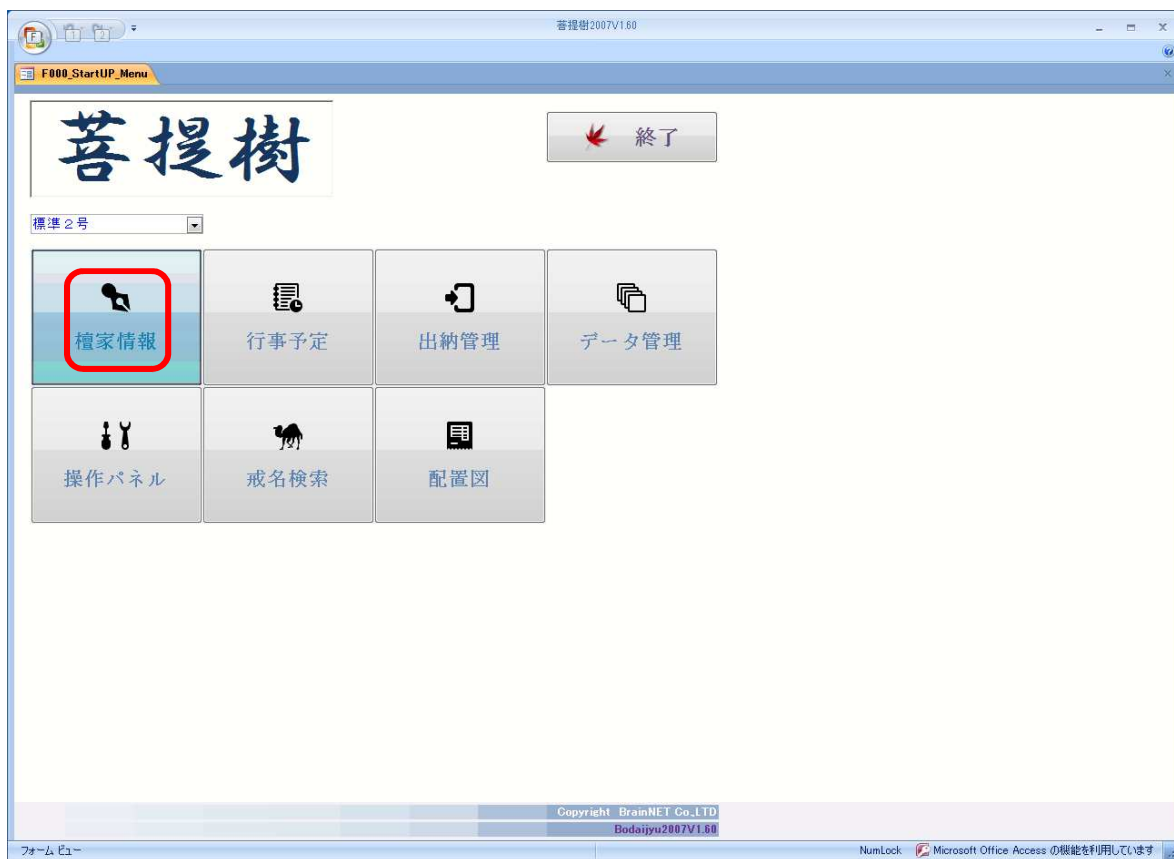 菩提樹2007V1.60
F000_StartUP_Menu
菩提樹
終了
標準２号
檀家情報
行事予定
出納管理
データ管理
操作パネル
戒名検索
配置図
Copyright BrainNET Co.,LTD
Bodaijyu2007V1.60
フォーム ビュー
NumLock
Microsoft Office Access の機能を利用しています